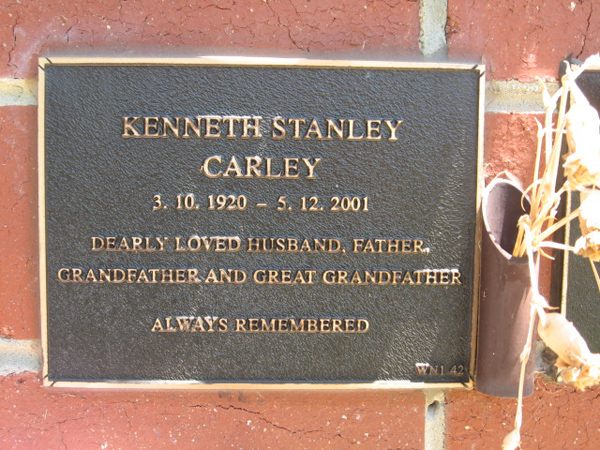 KENNETH STANLEY
CARLEY
3. 10. 1920 – 5. 12. 2001
DEARLY LOVED HUSBAND, FATHER,
GRANDFATHER AND GREAT GRANDFATHER
ALWAYS REMEMBERED
WN1 42